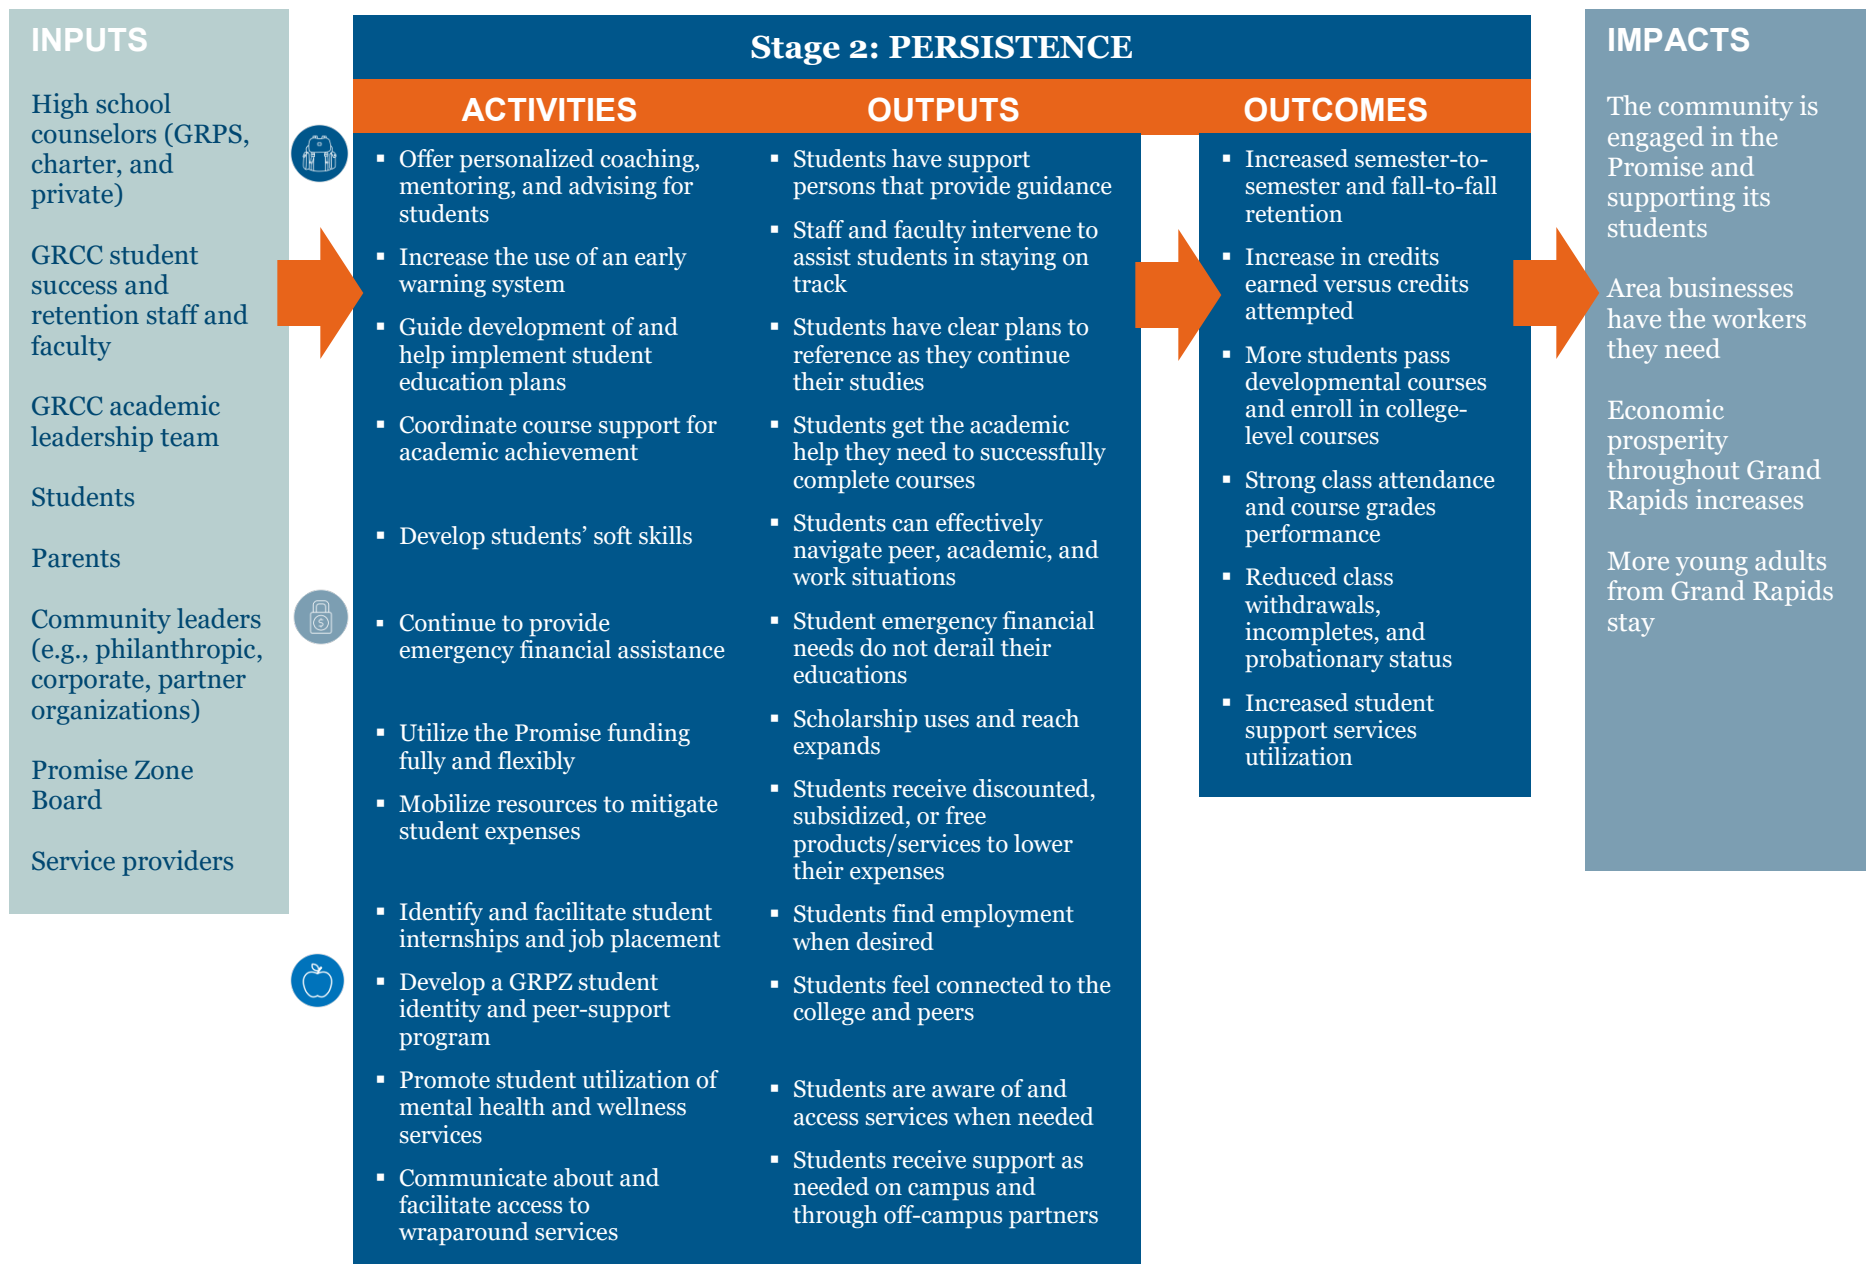 INPUTS
High school
counselors (GRPS,
charter, and
private)
GRCC student
success and
retention staff and
faculty
GRCC academic
leadership team
Students
Parents
Community leaders
(e.g., philanthropic,
corporate, partner
organizations)
Promise Zone
Board
Service providers
Stage 2: PERSISTENCE
ACTIVITIES
▪ Offer personalized coaching,
mentoring, and advising for
students
▪ Increase the use of an early
warning system
▪ Guide development of and
help implement student
education plans
▪ Coordinate course support for
academic achievement
▪ Develop students’ soft skills
▪ Continue to provide
emergency financial assistance
▪ Utilize the Promise funding
fully and flexibly
▪ Mobilize resources to mitigate
student expenses
▪ Identify and facilitate student
internships and job placement
▪ Develop a GRPZ student
identity and peer-support
program
▪ Promote student utilization of
mental health and wellness
services
▪ Communicate about and
facilitate access to
wraparound services
OUTPUTS
▪ Students have support
persons that provide guidance
▪ Staff and faculty intervene to
assist students in staying on
track
▪ Students have clear plans to
reference as they continue
their studies
▪ Students get the academic
help they need to successfully
complete courses
▪ Students can effectively
navigate peer, academic, and
work situations
▪ Student emergency financial
needs do not derail their
educations
▪ Scholarship uses and reach
expands
▪ Students receive discounted,
subsidized, or free
products/services to lower
their expenses
▪ Students find employment
when desired
▪ Students feel connected to the
college and peers
▪ Students are aware of and
access services when needed
▪ Students receive support as
needed on campus and
through off-campus partners
OUTCOMES
▪ Increased semester-to-
semester and fall-to-fall
retention
▪ Increase in credits
earned versus credits
attempted
▪ More students pass
developmental courses
and enroll in college-
level courses
▪ Strong class attendance
and course grades
performance
▪ Reduced class
withdrawals,
incompletes, and
probationary status
▪ Increased student
support services
utilization
IMPACTS
The community is
engaged in the
Promise and
supporting its
students
Area businesses
have the workers
they need
Economic
prosperity
throughout Grand
Rapids increases
More young adults
from Grand Rapids
stay
$